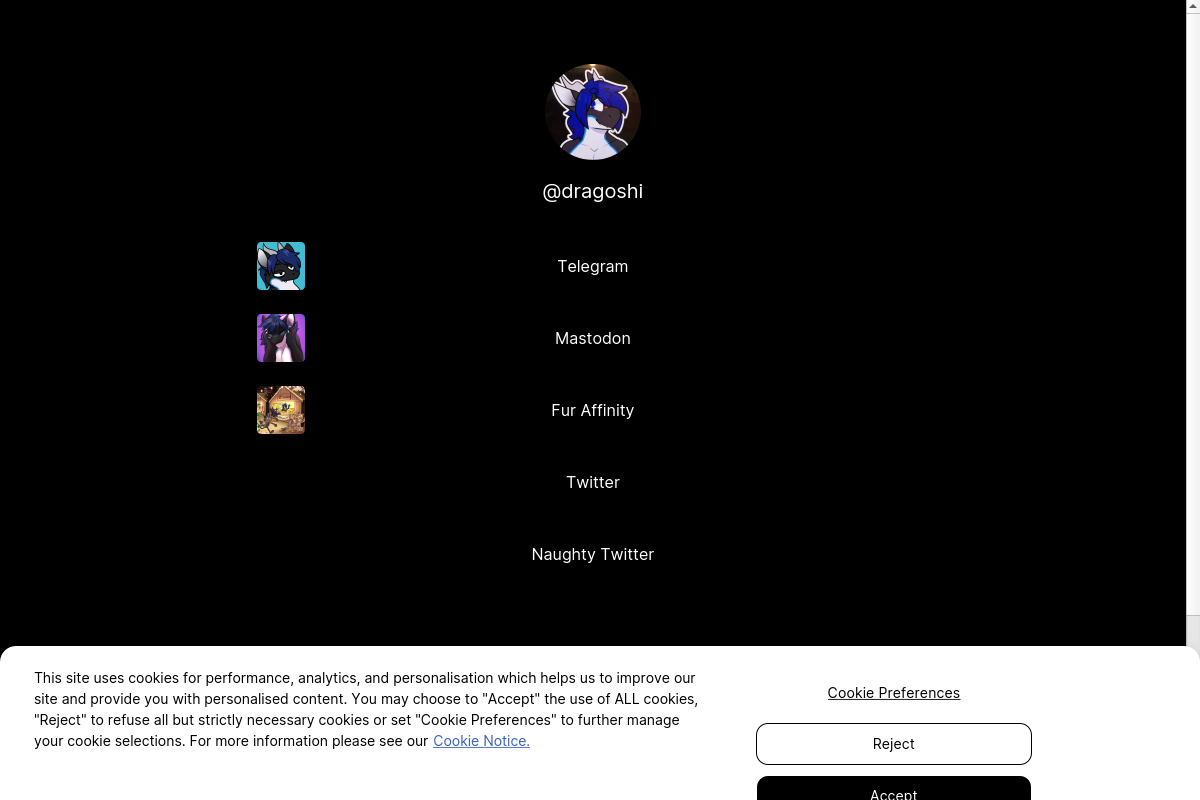 @dragoshi
Telegram
Mastodon
Fur Affinity
Twitter
Naughty Twitter
This site uses cookies for performance, analytics, and personalisation which helps us to improve our
site and provide you with personalised content. You may choose to "Accept" the use of ALL cookies,
"Reject" to refuse all but strictly necessary cookies or set "Cookie Preferences" to further manage
your cookie selections. For more information please see our Cookie Notice.
Cookie Preferences
Reject
Accept